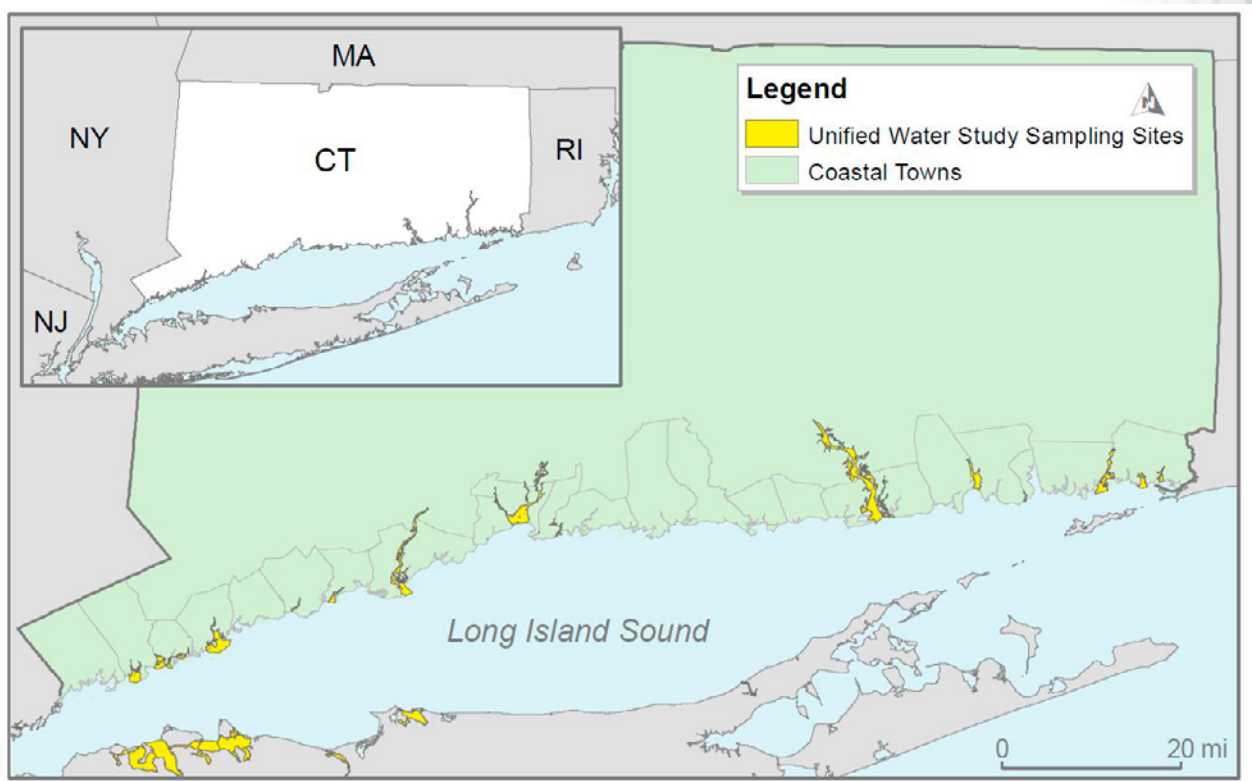 MA
NY
CT
RI
NJ
Legend
Unified Water Study Sampling Sites
Coastal Towns
Long Island Sound
0 20 mi